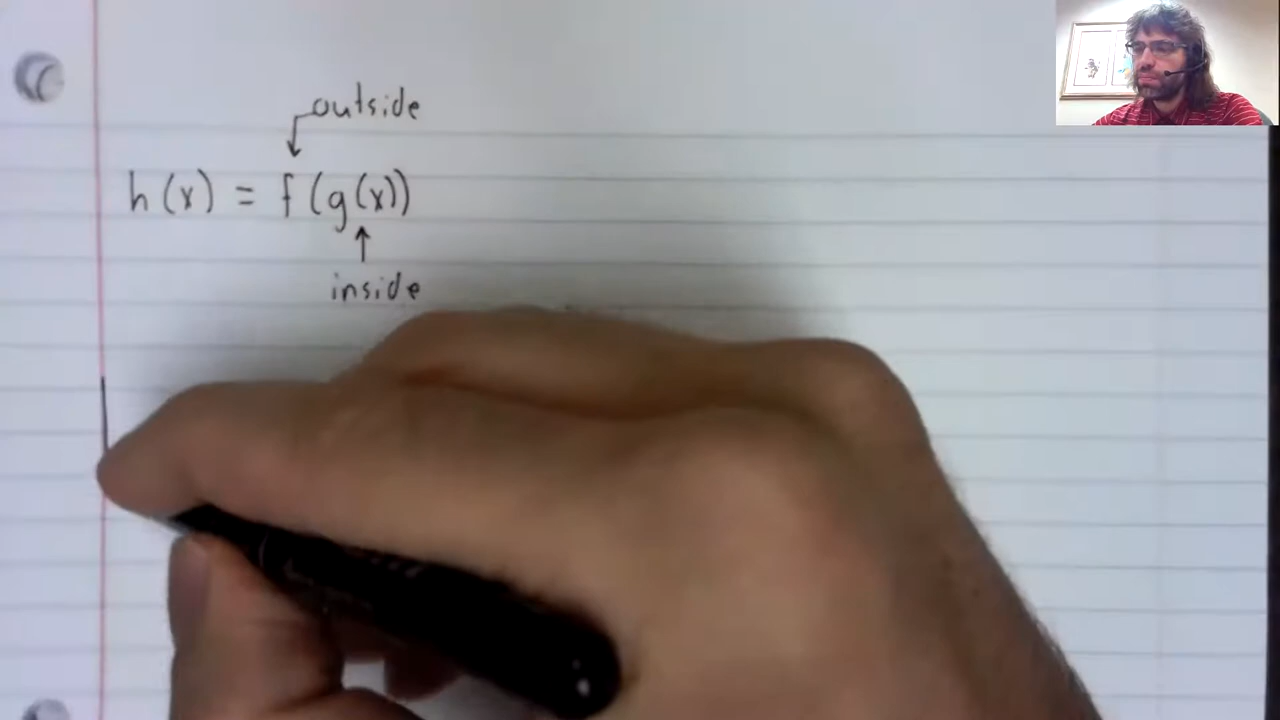 outside
h(x) = f(g(x))
inside